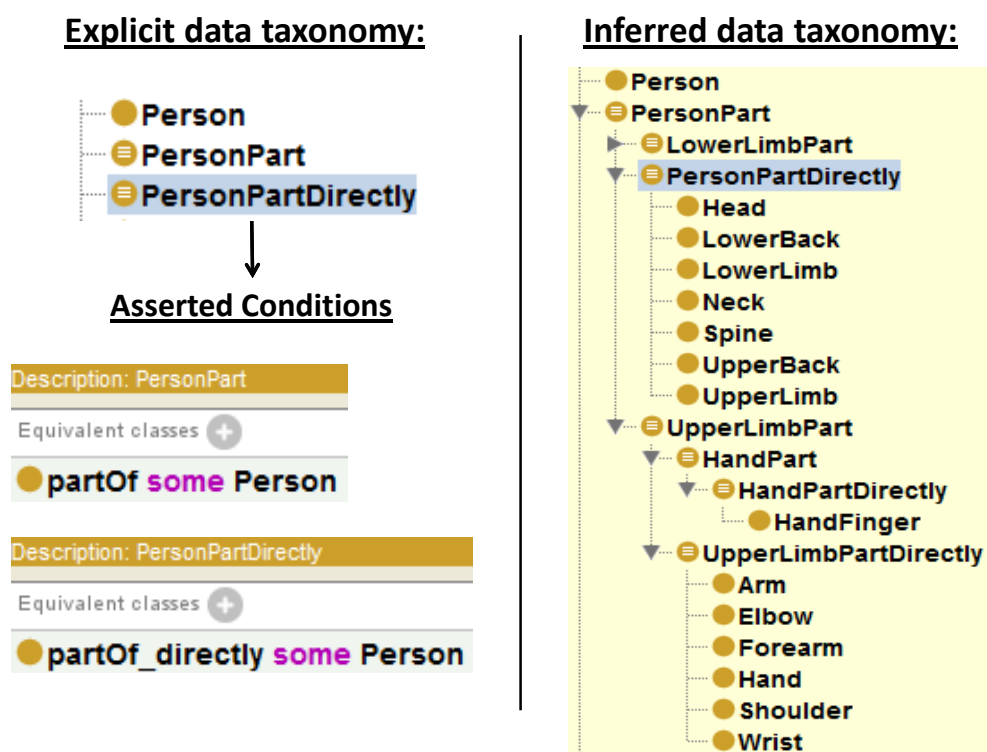 Explicit data taxonomy:
Person
PersonPart
PersonPartDirectly
Asserted Conditions
Description: PersonPart
Equivalent classes
partOf some Person
Description: PersonPartDirectly
Equivalent classes
partOf_directly some Person
Inferred data taxonomy:
Person
PersonPart
LowerLimbPart
PersonPartDirectly
Head
LowerBack
LowerLimb
Neck
Spine
UpperBack
UpperLimb
UpperLimbPart
HandPart
HandPartDirectly
HandFinger
UpperLimbPartDirectly
Arm
Elbow
Forearm
Hand
Shoulder
Wrist